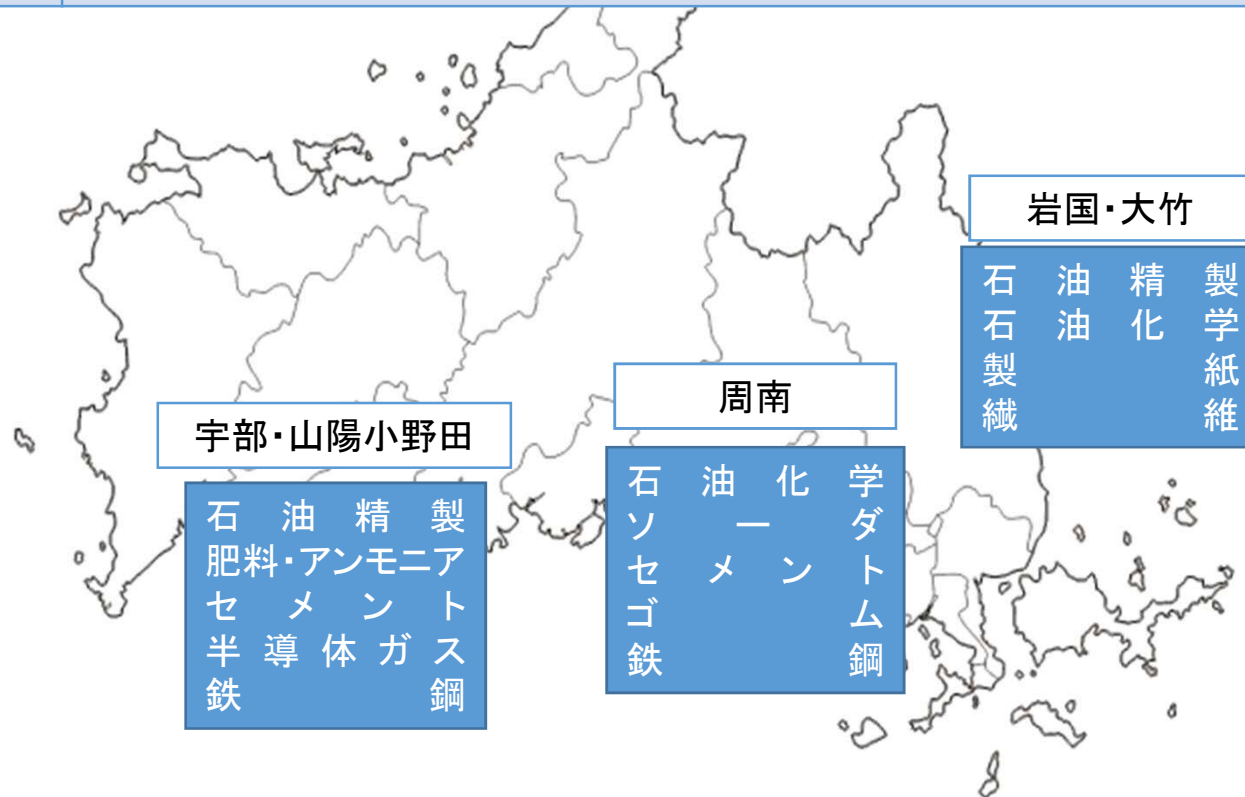 岩国・大竹
石油精製
石油化学
製紙
繊維
周南
石油化学
ソーダ
セメント
ゴム
鉄鋼
宇部・山陽小野田
石油精製
肥料・アンモニア
セメント
半導体ガス
鉄鋼